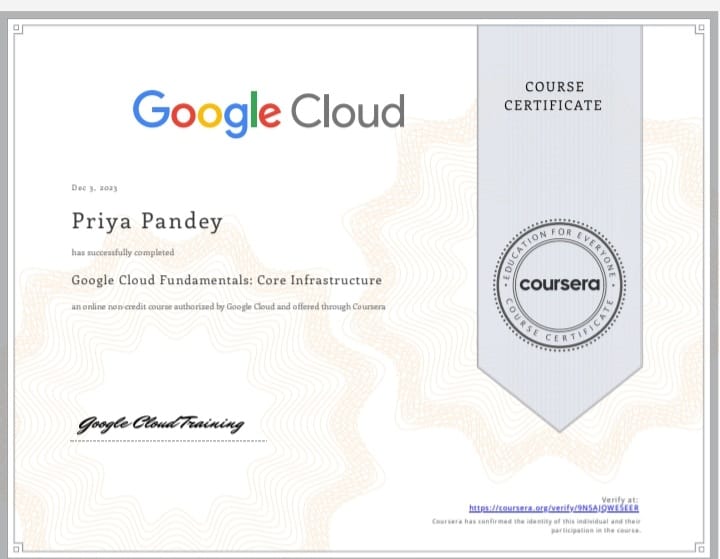 Google Cloud
COURSE
CERTIFICATE
Dec 3, 2023
Priya Pandey
has successfully completed
Google Cloud Fundamentals: Core Infrastructure
an online non-credit course authorized by Google Cloud and offered through Coursera
EDUCATION FOR EVERYONE
coursera
COURSE CERTIFICATE
Google Cloud Training
Verify at:
https://coursera.org/verify/9N5AJQWE5EER
Coursera has confirmed the identity of this individual and their
participation in the course.